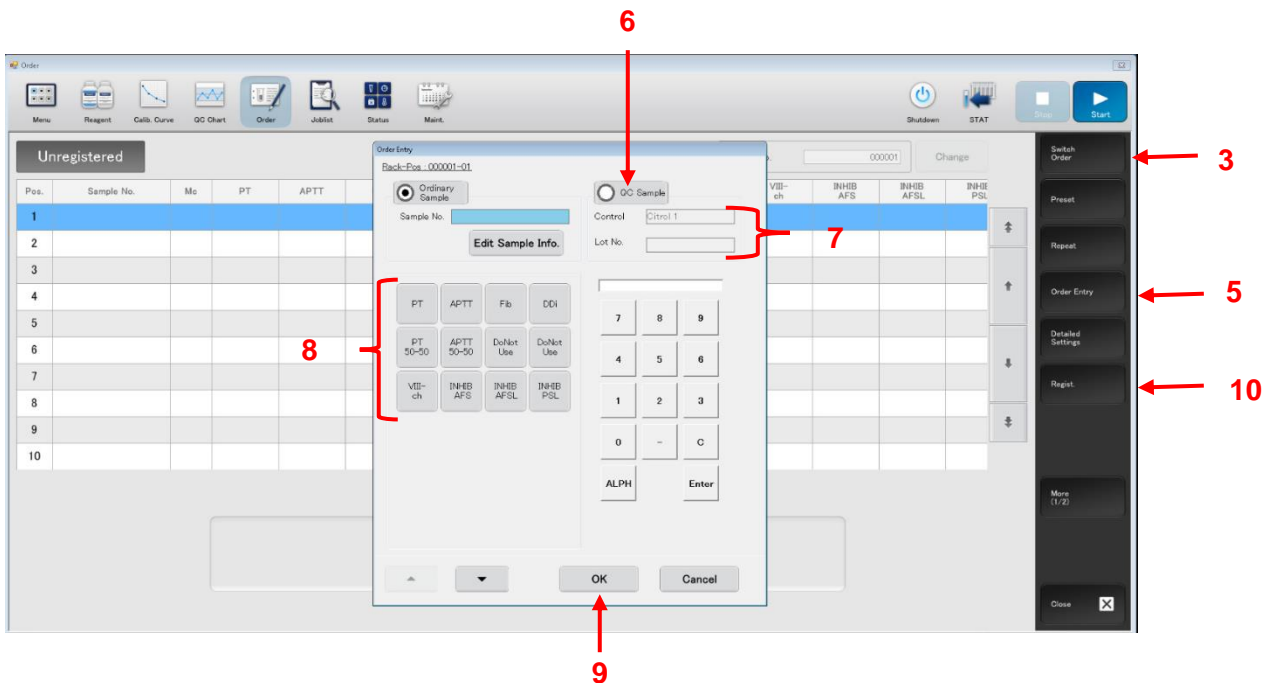 6
Order
Menu
Reagent
Calib. Curve
QC Chart
Order
Joblist
Status
Maint.
Shutdown
STAT
Stop
Start
Unregistered
000001
Change
Pos.
Sample No.
Mc
PT
APTT
VIII-
ch
INHIB
AFS
INHIB
AFSL
INHIB
PSL
1
2
3
4
5
6
7
8
9
10
Order Entry
Rack-Pos : 000001-01
Ordinary
Sample
QC Sample
Sample No.
Edit Sample Info.
Control
Citrol 1
Lot No.
7
8
PT
APTT
Fib
DDi
PT
50-50
APTT
50-50
DoNot
Use
DoNot
Use
VIII-
ch
INHIB
AFS
INHIB
AFSL
INHIB
PSL
7 8 9
4 5 6
1 2 3
0 - C
ALPH
Enter
OK
Cancel
9
Switch
Order
3
Preset
Repeat
Order Entry
5
Detailed
Settings
Regist.
10
More
(1/2)
Close